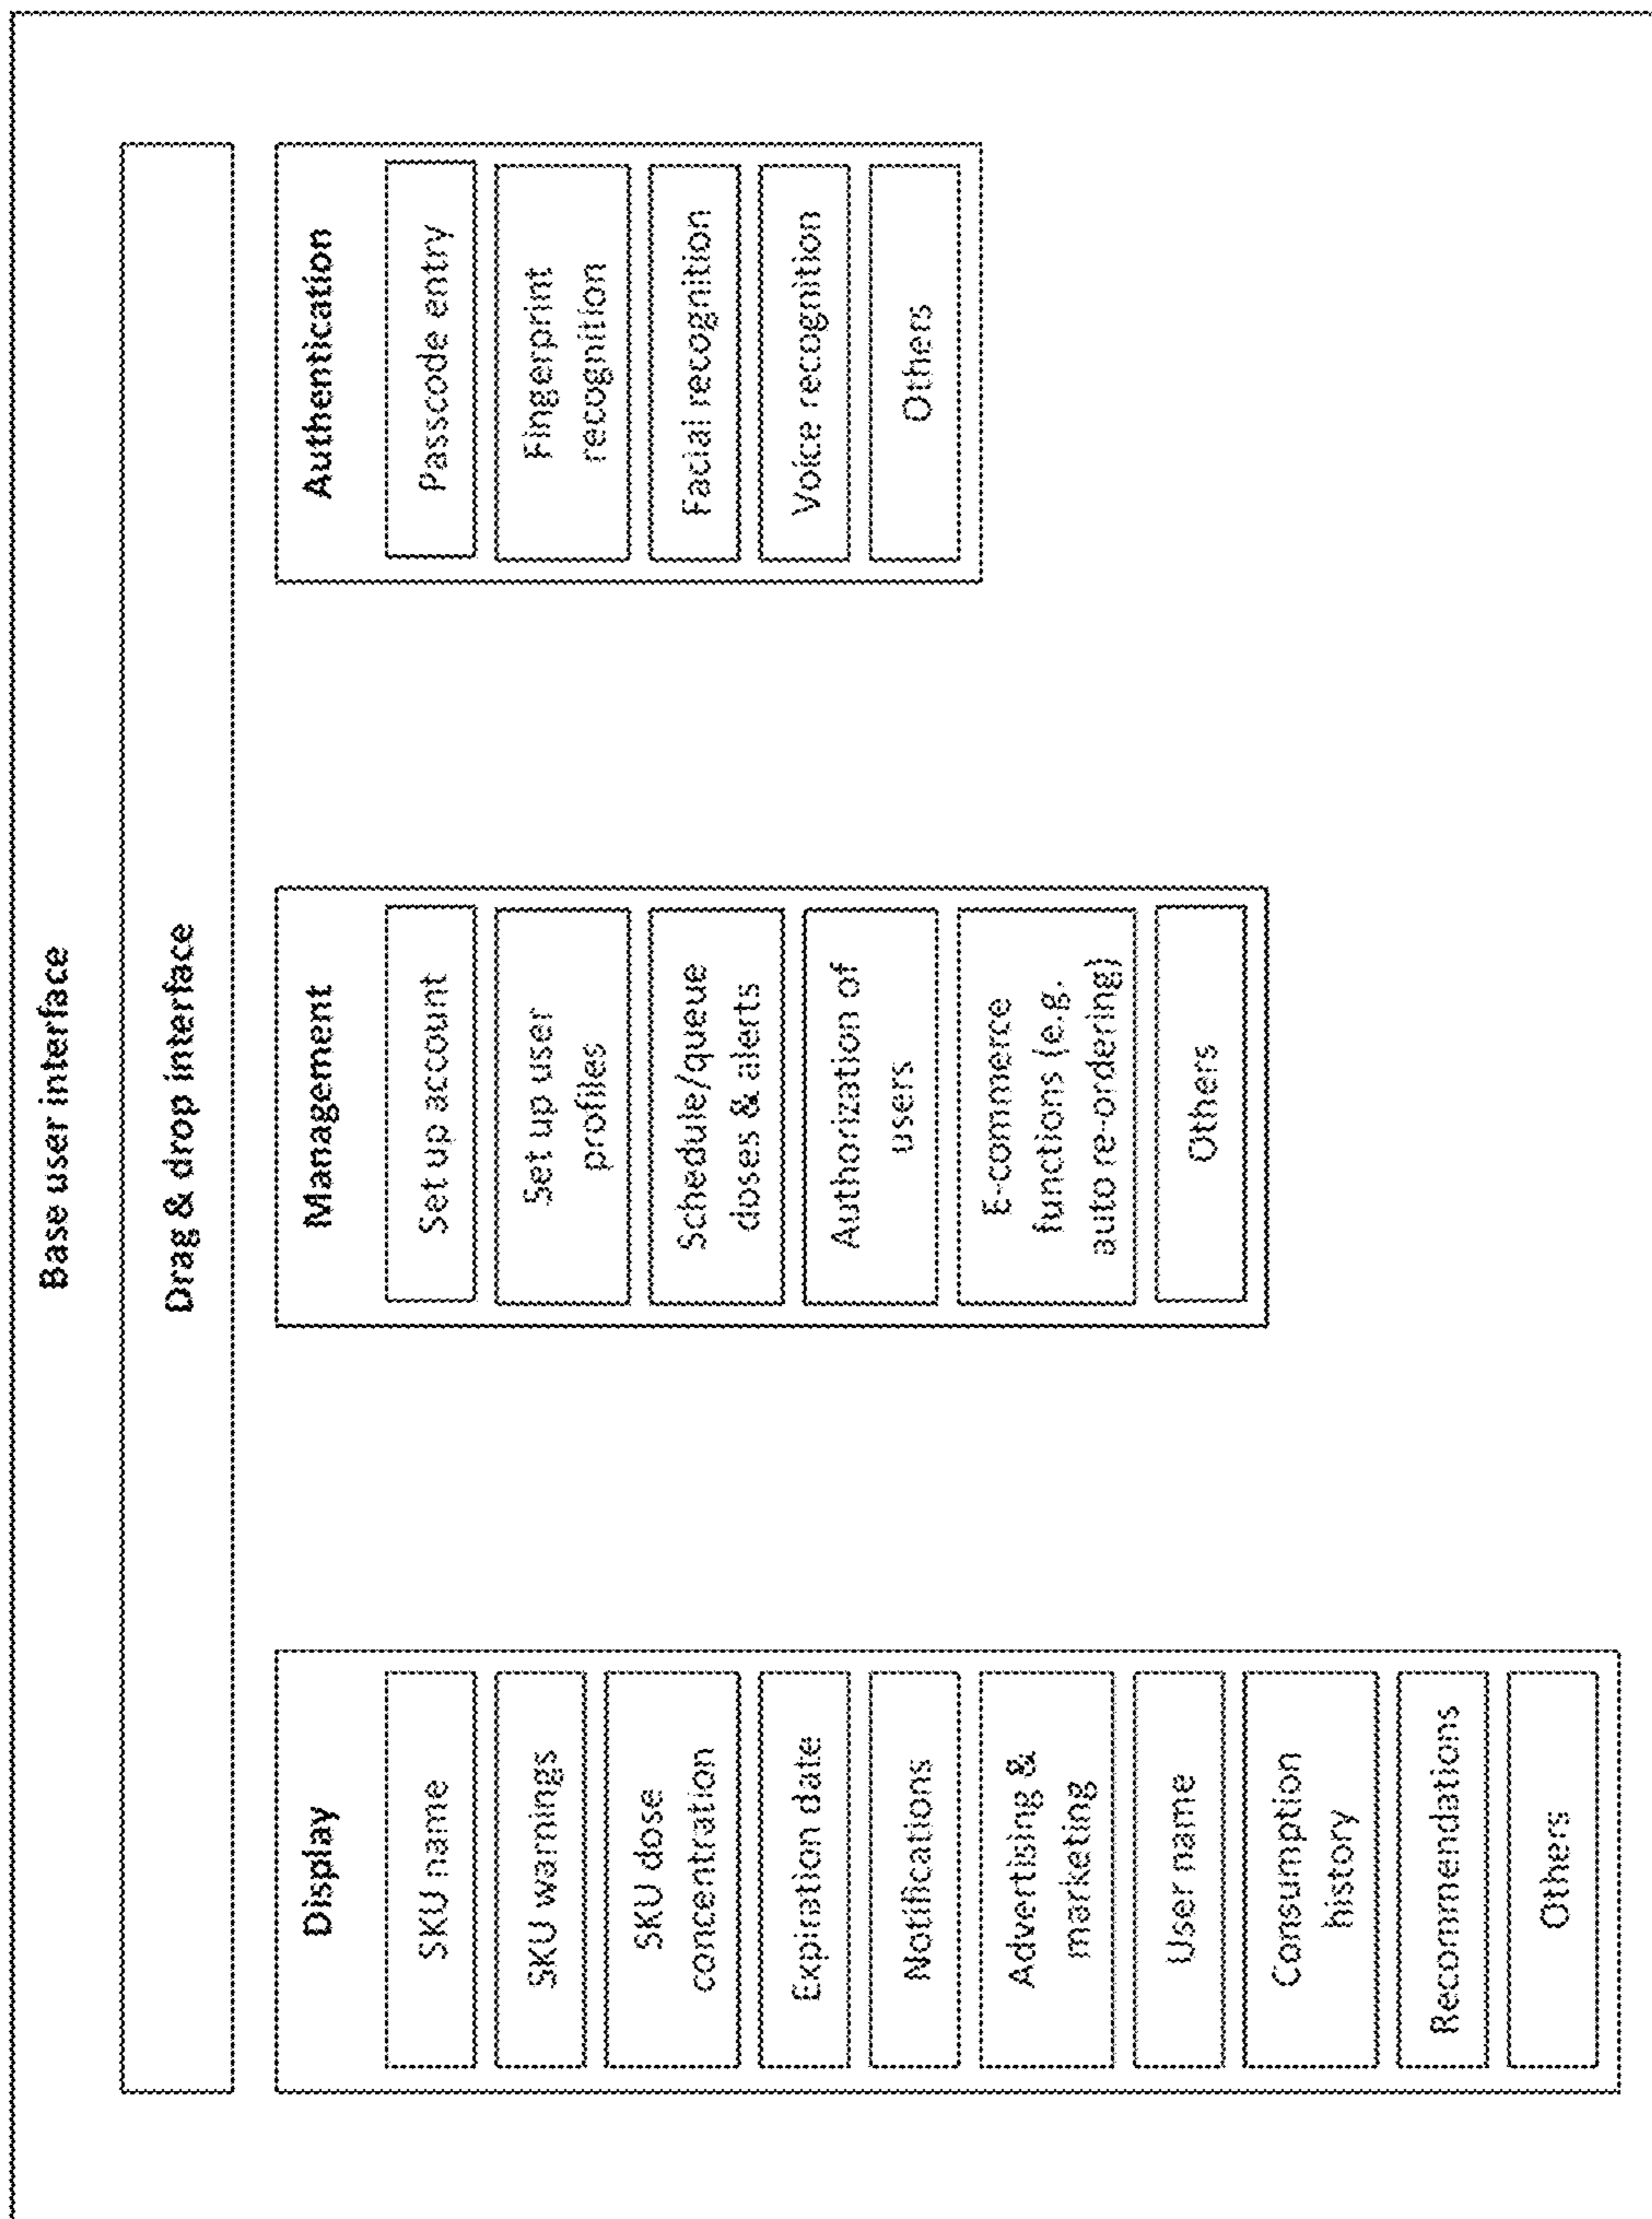 Base user interface
Drag & drop interface
Display
SKU name
SKU warnings
SKU dose
concentration
Expiration date
Notifications
Advertising &
marketing
User name
Consumption
history
Recommendations
Others
Management
Set up account
Set up user
profiles
Schedule/queue
doses & alerts
Authorization of
users
E-commerce
functions (e.g.
auto re-ordering)
Others
Authentication
Passcode entry
Fingerprint
recognition
Facial recognition
Voice recognition
Others